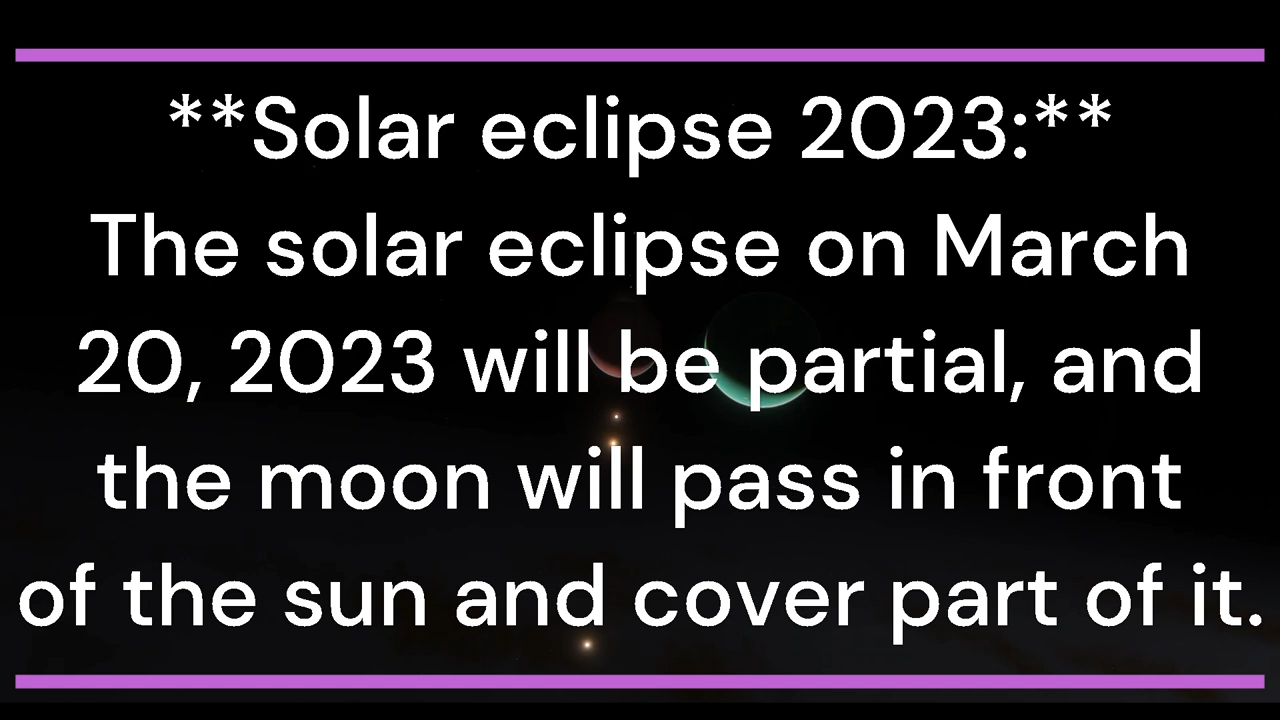 **Solar eclipse 2023:**
The solar eclipse on March
20, 2023 will be partial, and
the moon will pass in front
of the sun and cover part of it.